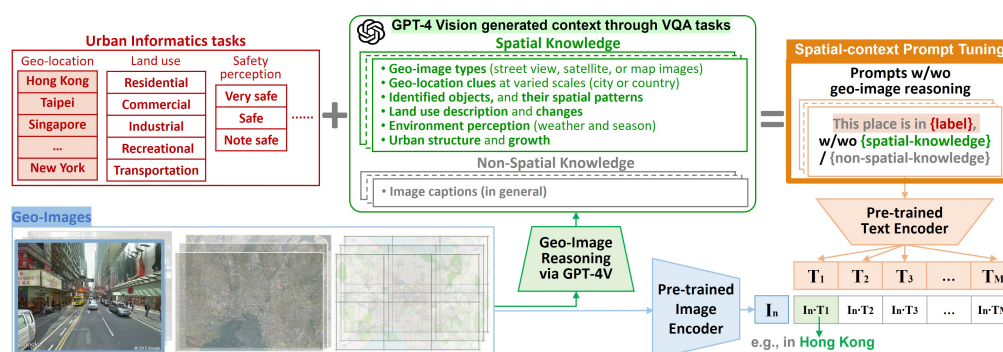 Urban Informatics tasks
Geo-location
Hong Kong
Taipei
Singapore
...
New York
Land use
Residential
Commercial
Industrial
Recreational
Transportation
Safety
perception
Very safe
Safe
Note safe
......
+
GPT-4 Vision generated context through VQA tasks
Spatial Knowledge
• Geo-image types (street view, satellite, or map images)
• Geo-location clues at varied scales (city or country)
• Identified objects, and their spatial patterns
• Land use description and changes
• Environment perception (weather and season)
• Urban structure and growth
Non-Spatial Knowledge
• Image captions (in general)
=
Spatial-context Prompt Tuning
Prompts w/wo
geo-image reasoning
This place is in {label},
w/wo {spatial-knowledge}
/ {non-spatial-knowledge}
Geo-Images
© 2015 Google
Geo-Image
Reasoning
via GPT-4V
Pre-trained
Image
Encoder
Pre-trained
Text Encoder
T1 T2 T3 ... TM
In In·T1 In·T2 In·T3 ... In·TM
e.g., in Hong Kong